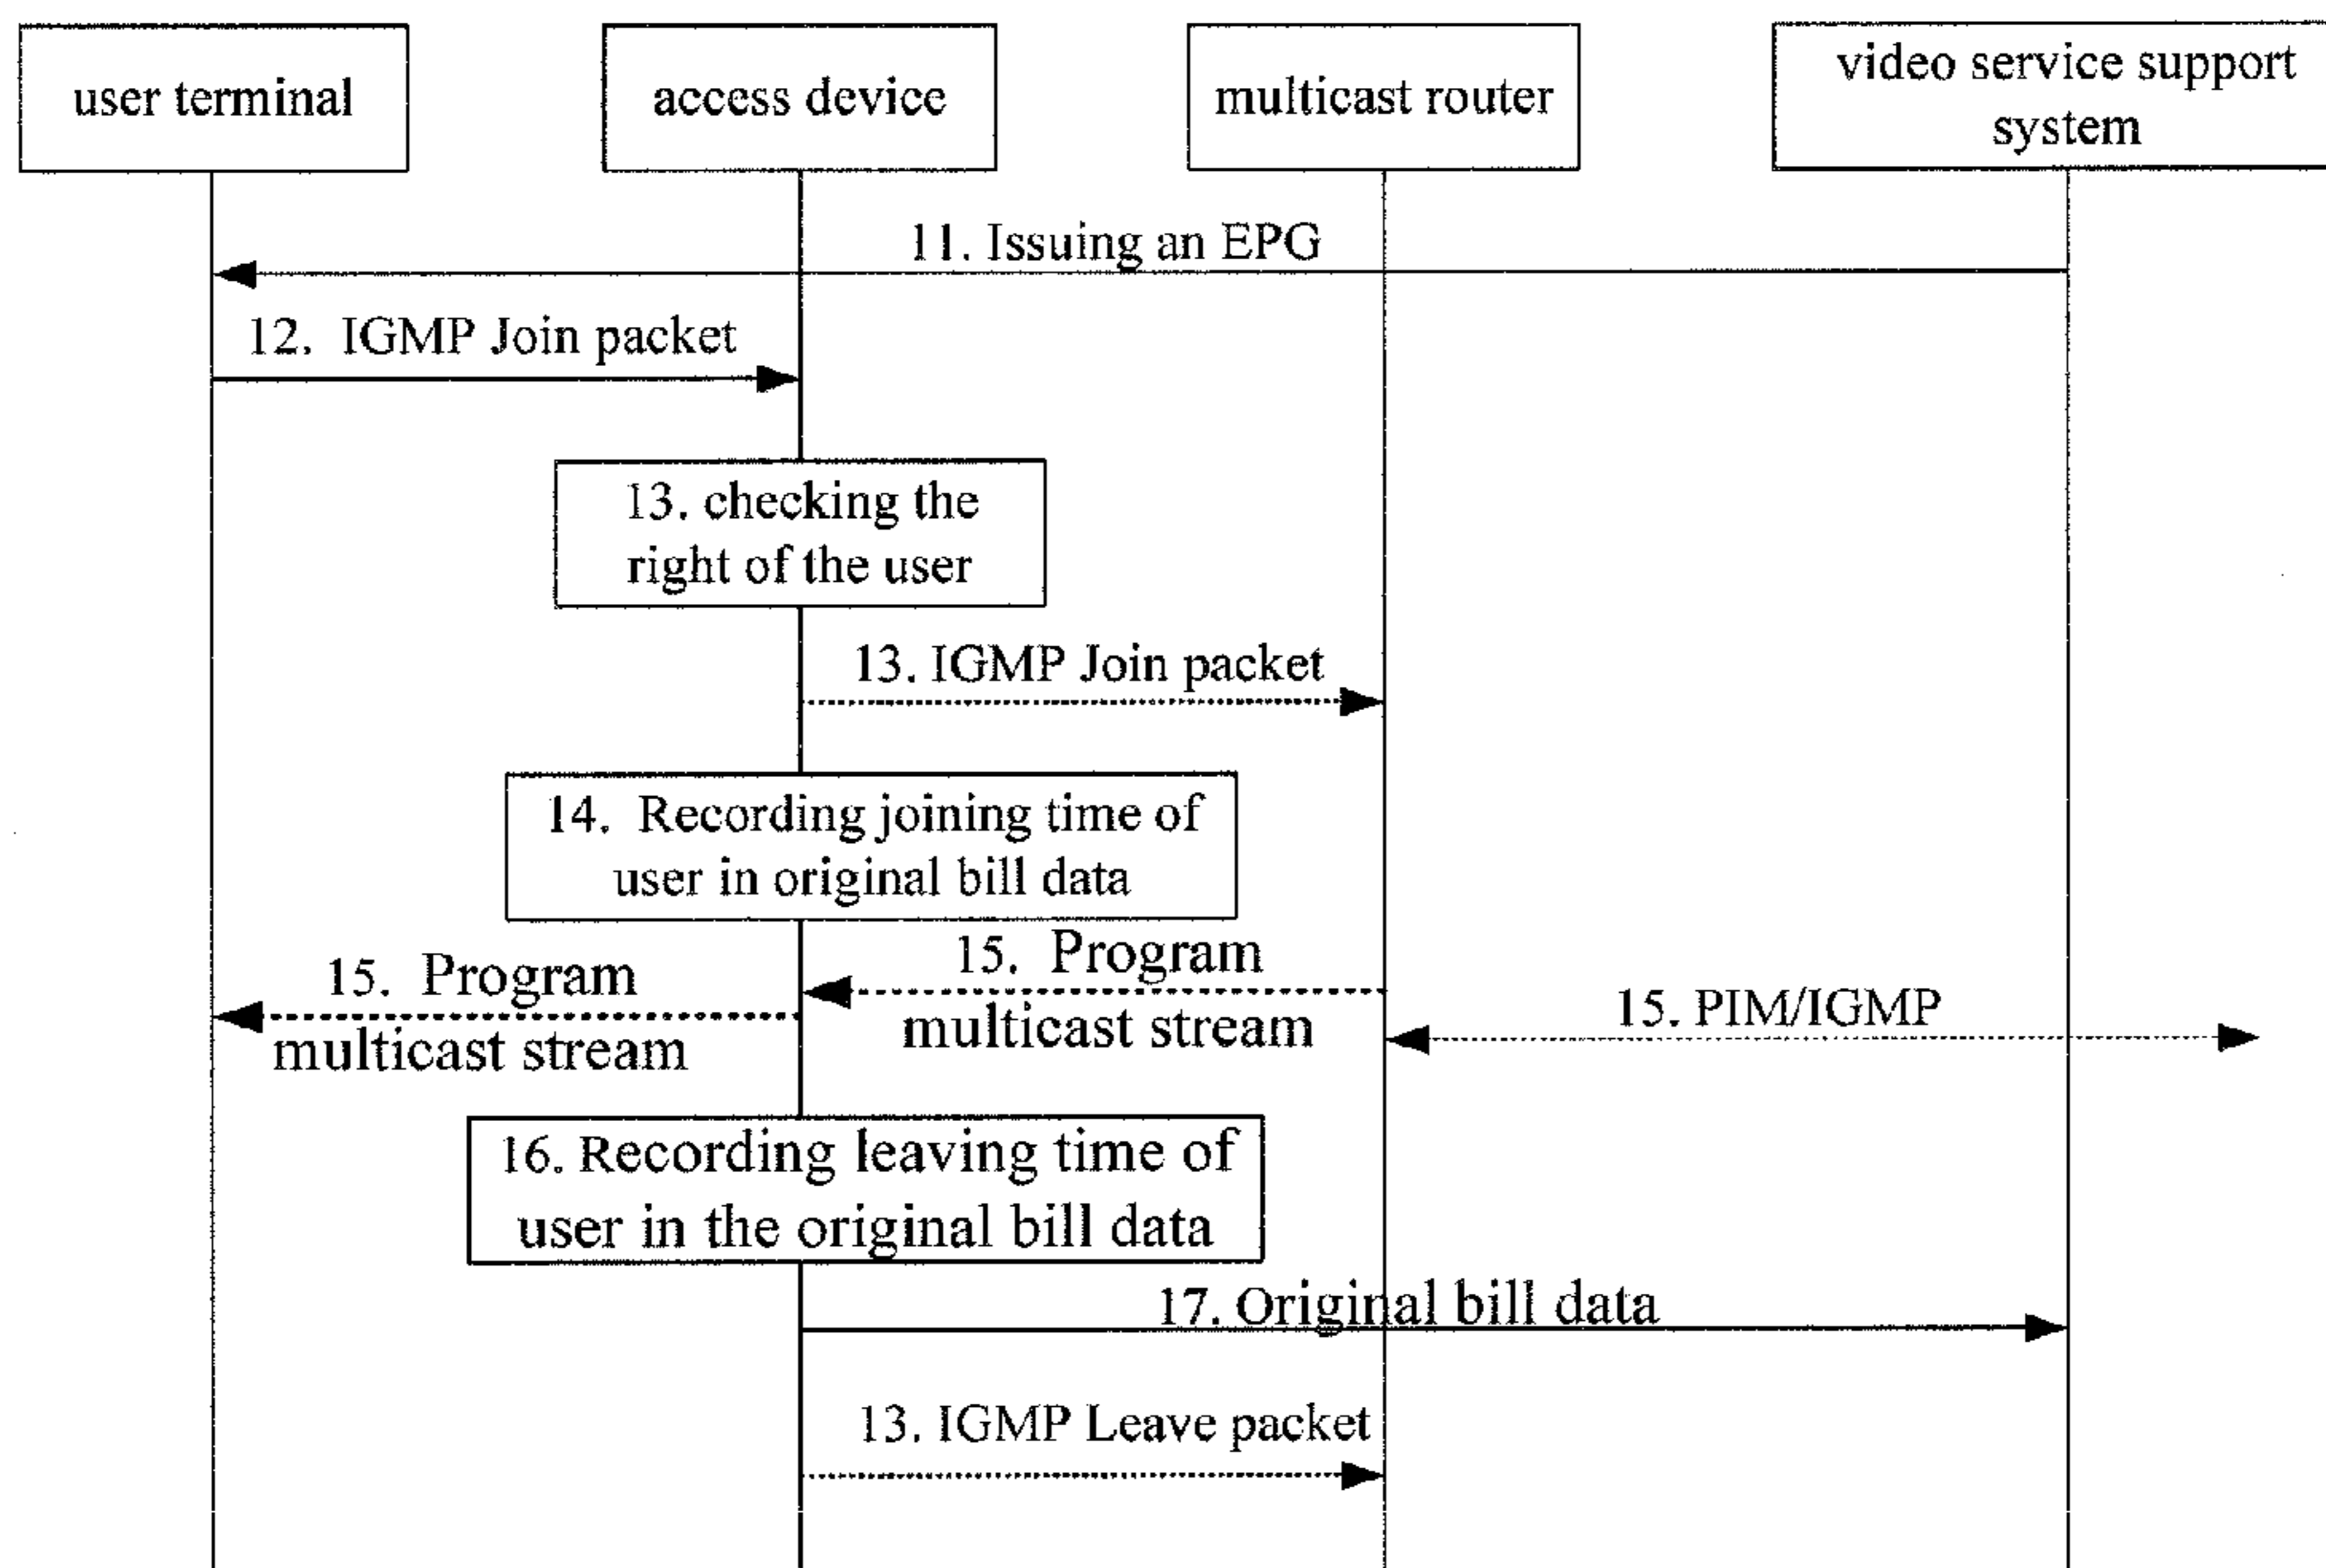 user terminal
access device
multicast router
video service support
system
11. Issuing an EPG
12. IGMP Join packet
13. checking the
right of the user
13. IGMP Join packet
14. Recording joining time of
user in original bill data
15. Program
multicast stream
15. Program
multicast stream
15. PIM/IGMP
16. Recording leaving time of
user in the original bill data
17. Original bill data
13. IGMP Leave packet